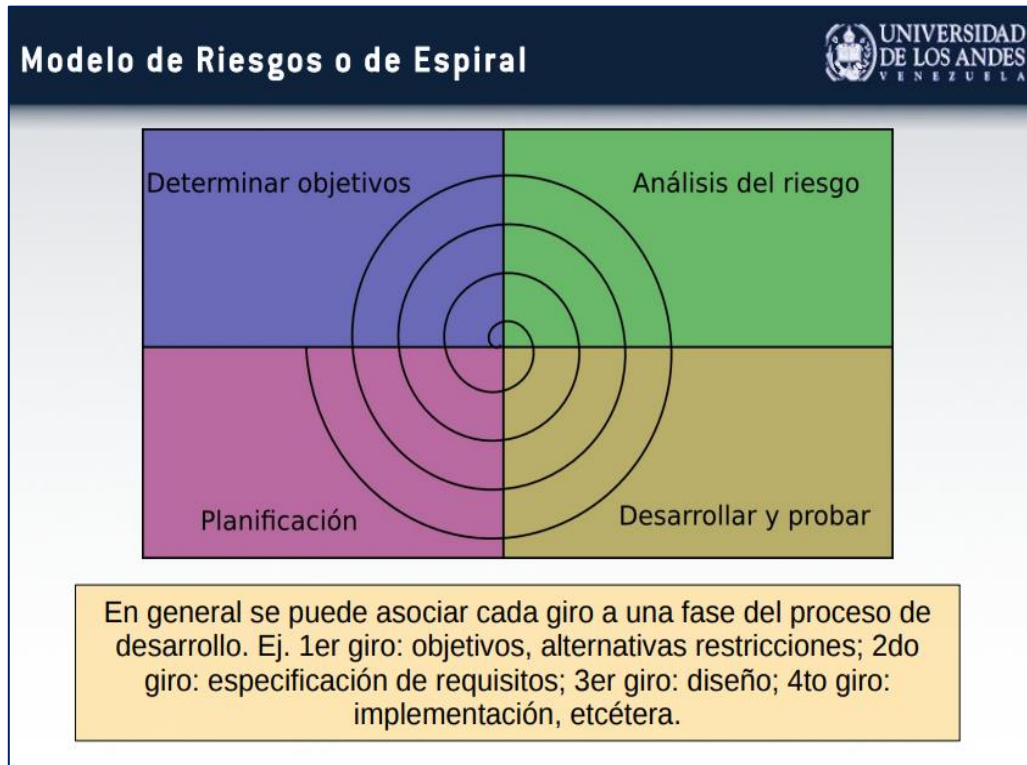 Modelo de Riesgos o de Espiral
UNIVERSIDAD
DE LOS ANDES
VENEZUELA
Determinar objetivos
Análisis del riesgo
Planificación
Desarrollar y probar
En general se puede asociar cada giro a una fase del proceso de
desarrollo. Ej. 1er giro: objetivos, alternativas restricciones; 2do
giro: especificación de requisitos; 3er giro: diseño; 4to giro:
implementación, etcétera.